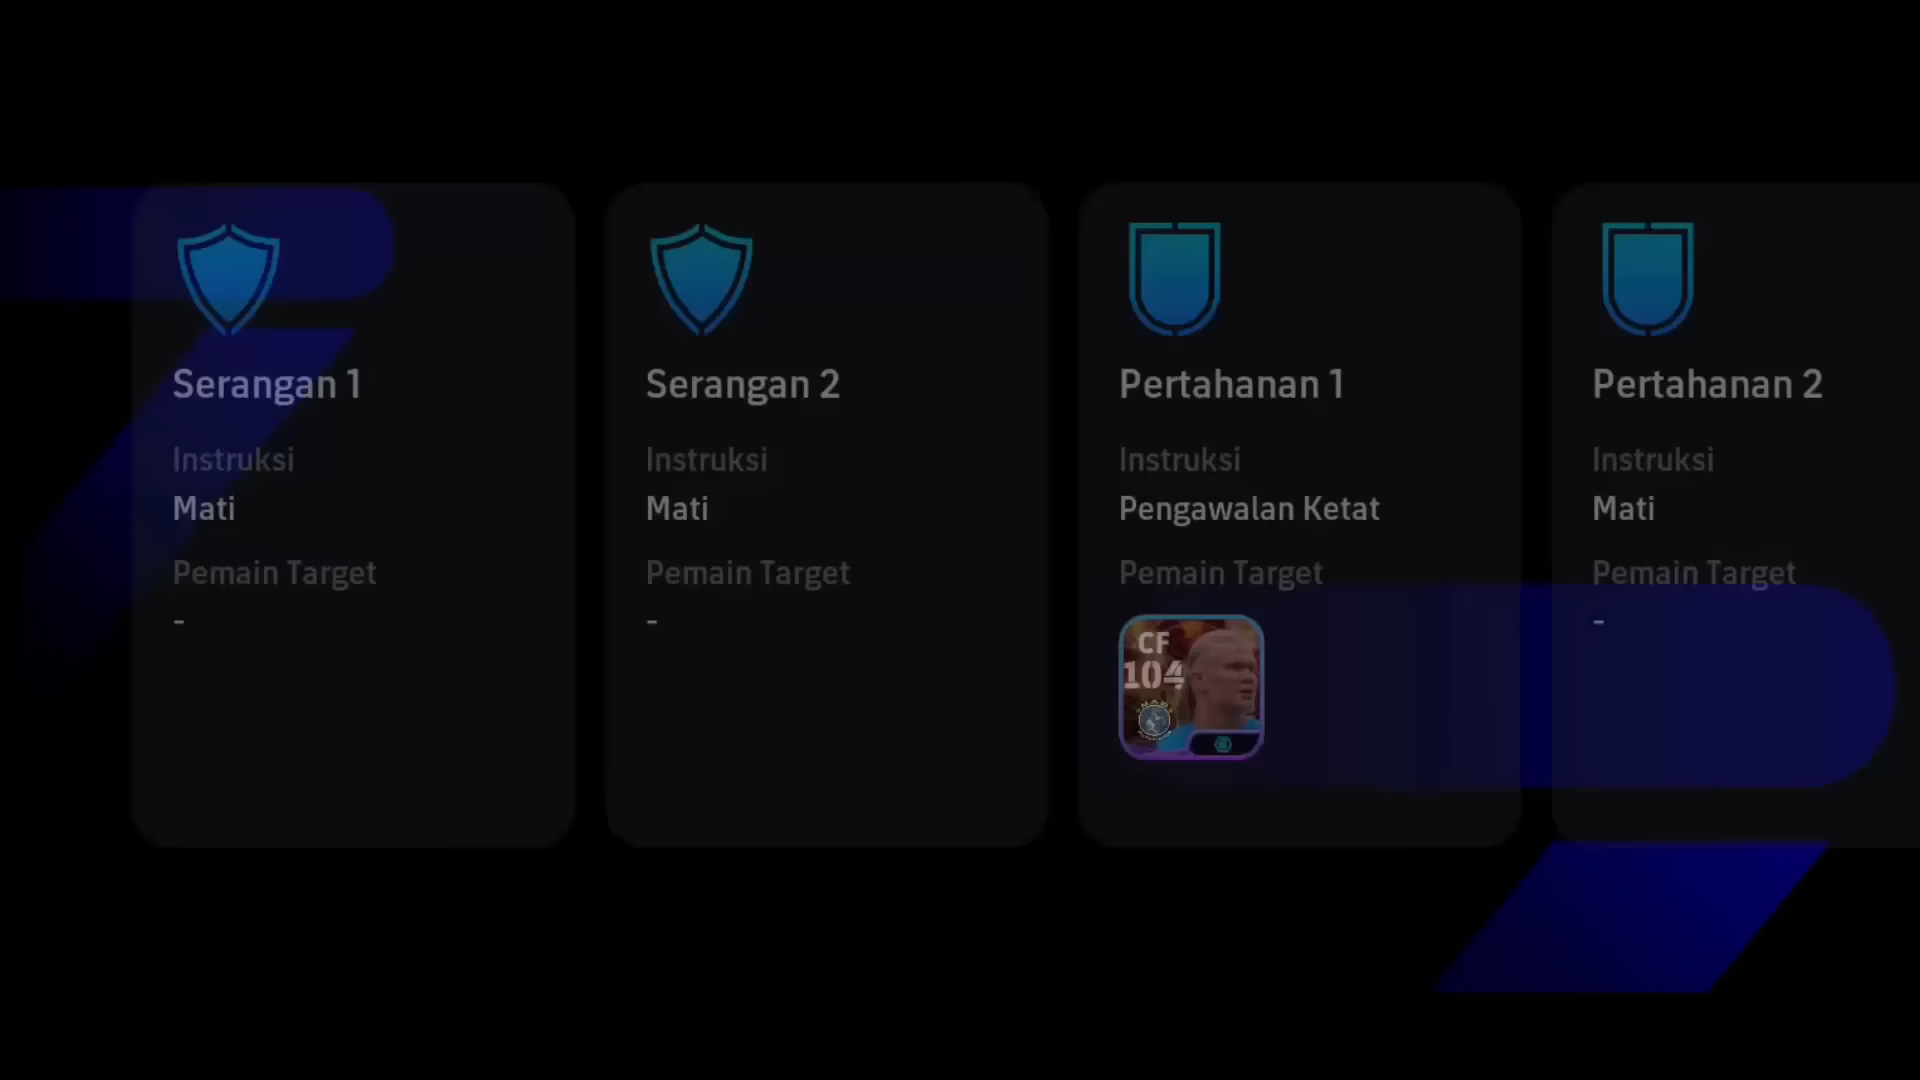 Serangan 1
Instruksi
Mati
Pemain Target
-
Serangan 2
Instruksi
Mati
Pemain Target
-
Pertahanan 1
Instruksi
Pengawalan Ketat
Pemain Target
CF
104
Pertahanan 2
Instruksi
Mati
Pemain Target
-